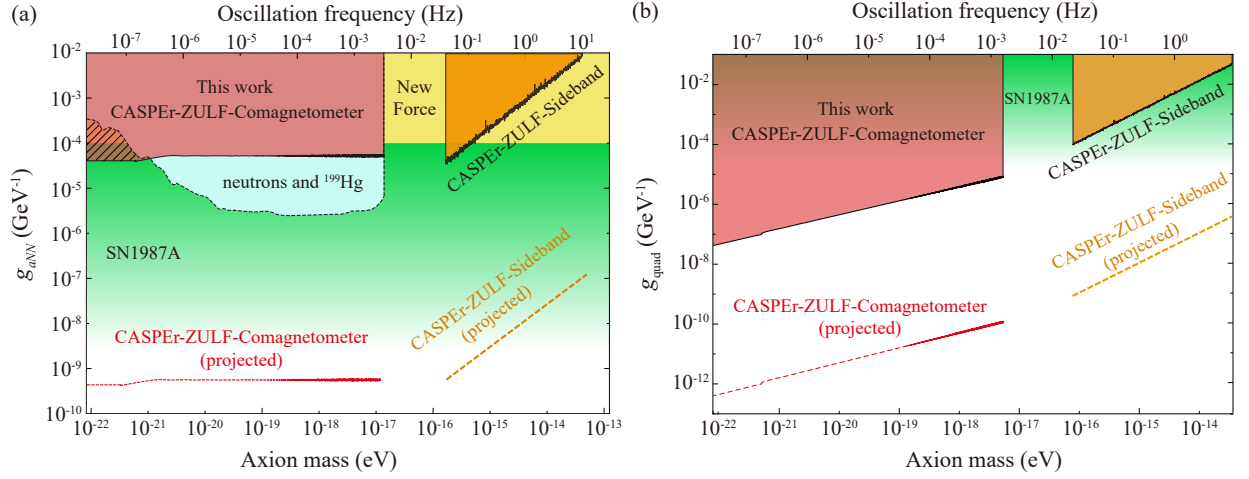 (a)
Oscillation frequency (Hz)
10⁻⁷ 10⁻⁶ 10⁻⁵ 10⁻⁴ 10⁻³ 10⁻² 10⁻¹ 10⁰ 10¹
10⁻²
10⁻³
10⁻⁴
10⁻⁵
10⁻⁶
10⁻⁷
10⁻⁸
10⁻⁹
10⁻¹⁰
g_aNN (GeV⁻¹)
This work
CASPEr-ZULF-Comagnetometer
New
Force
CASPEr-ZULF-Sideband
neutrons and ¹⁹⁹Hg
SN1987A
CASPEr-ZULF-Sideband
(projected)
CASPEr-ZULF-Comagnetometer
(projected)
10⁻²² 10⁻²¹ 10⁻²⁰ 10⁻¹⁹ 10⁻¹⁸ 10⁻¹⁷ 10⁻¹⁶ 10⁻¹⁵ 10⁻¹⁴ 10⁻¹³
Axion mass (eV)
(b)
Oscillation frequency (Hz)
10⁻⁷ 10⁻⁶ 10⁻⁵ 10⁻⁴ 10⁻³ 10⁻² 10⁻¹ 10⁰
10⁻²
10⁻⁴
10⁻⁶
10⁻⁸
10⁻¹⁰
10⁻¹²
g_quad (GeV⁻¹)
This work
CASPEr-ZULF-Comagnetometer
SN1987A
CASPEr-ZULF-Sideband
CASPEr-ZULF-Sideband
(projected)
CASPEr-ZULF-Comagnetometer
(projected)
10⁻²² 10⁻²¹ 10⁻²⁰ 10⁻¹⁹ 10⁻¹⁸ 10⁻¹⁷ 10⁻¹⁶ 10⁻¹⁵ 10⁻¹⁴
Axion mass (eV)